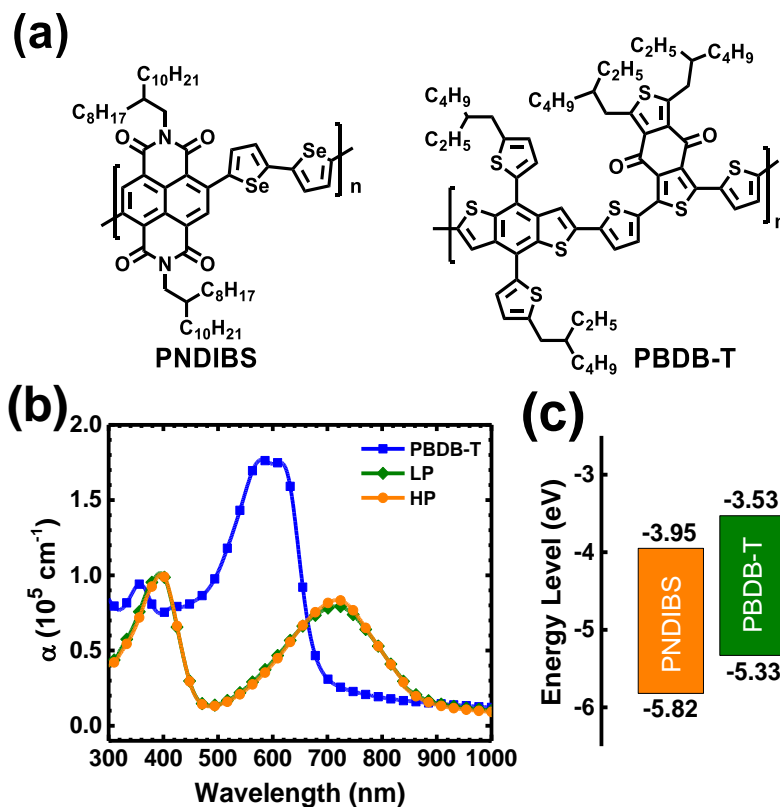 (a)
C10H21
C8H17
O N O
Se
Se
n
O N O
C8H17
C10H21
PNDIBS
C2H5
C4H9
C2H5
C4H9
S
C4H9
C2H5
O
O
S
S
S
S
S
S
n
S
C2H5
C4H9
PBDB-T
(b)
2.0
1.5
1.0
0.5
0.0
α (10⁵ cm⁻¹)
PBDB-T
LP
HP
300 400 500 600 700 800 900 1000
Wavelength (nm)
(c)
Energy Level (eV)
-3
-4
-5
-6
-3.95
PNDIBS
-5.82
-3.53
PBDB-T
-5.33